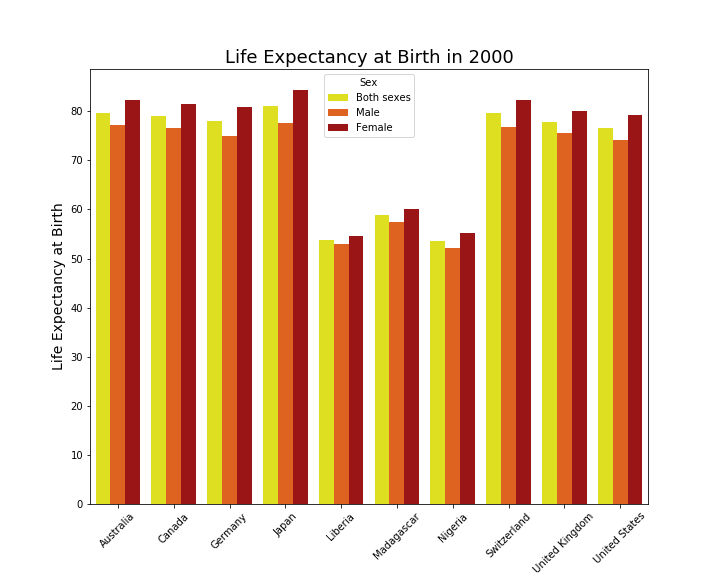 Life Expectancy at Birth in 2000
Sex
Both sexes
Male
Female
Life Expectancy at Birth
80
70
60
50
40
30
20
10
0
Australia
Canada
Germany
Japan
Liberia
Madagascar
Nigeria
Switzerland
United Kingdom
United States